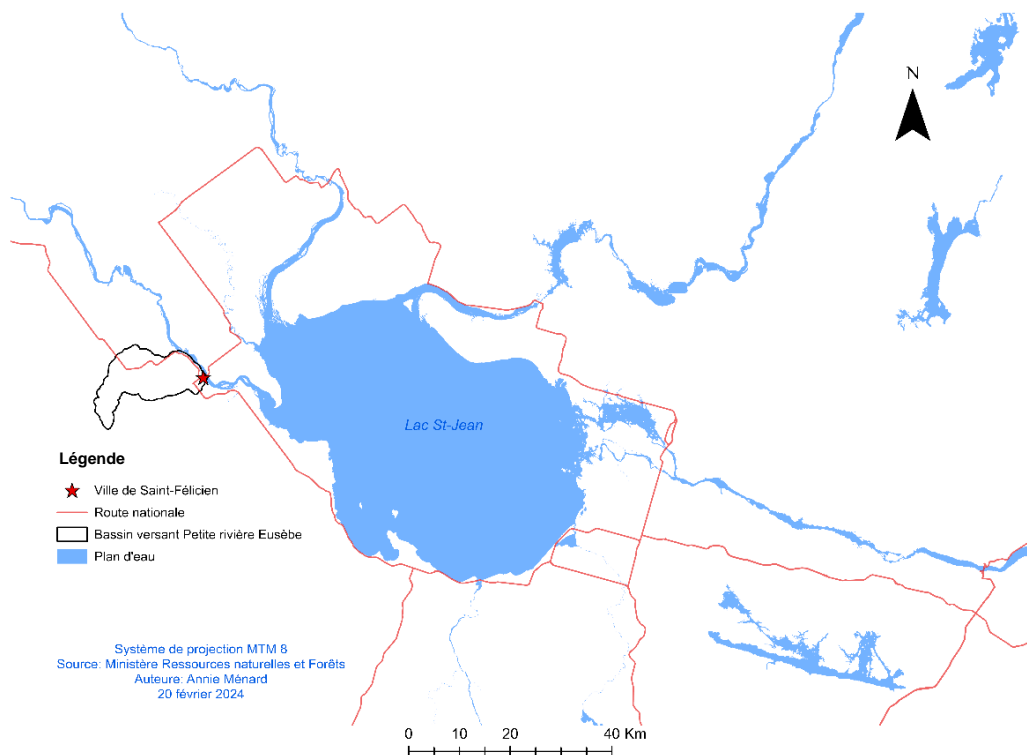 N
Lac St-Jean
Légende
Ville de Saint-Félicien
Route nationale
Bassin versant Petite rivière Eusèbe
Plan d'eau
Système de projection MTM 8
Source: Ministère Ressources naturelles et Forêts
Auteure: Annie Ménard
20 février 2024
0 10 20 40 Km